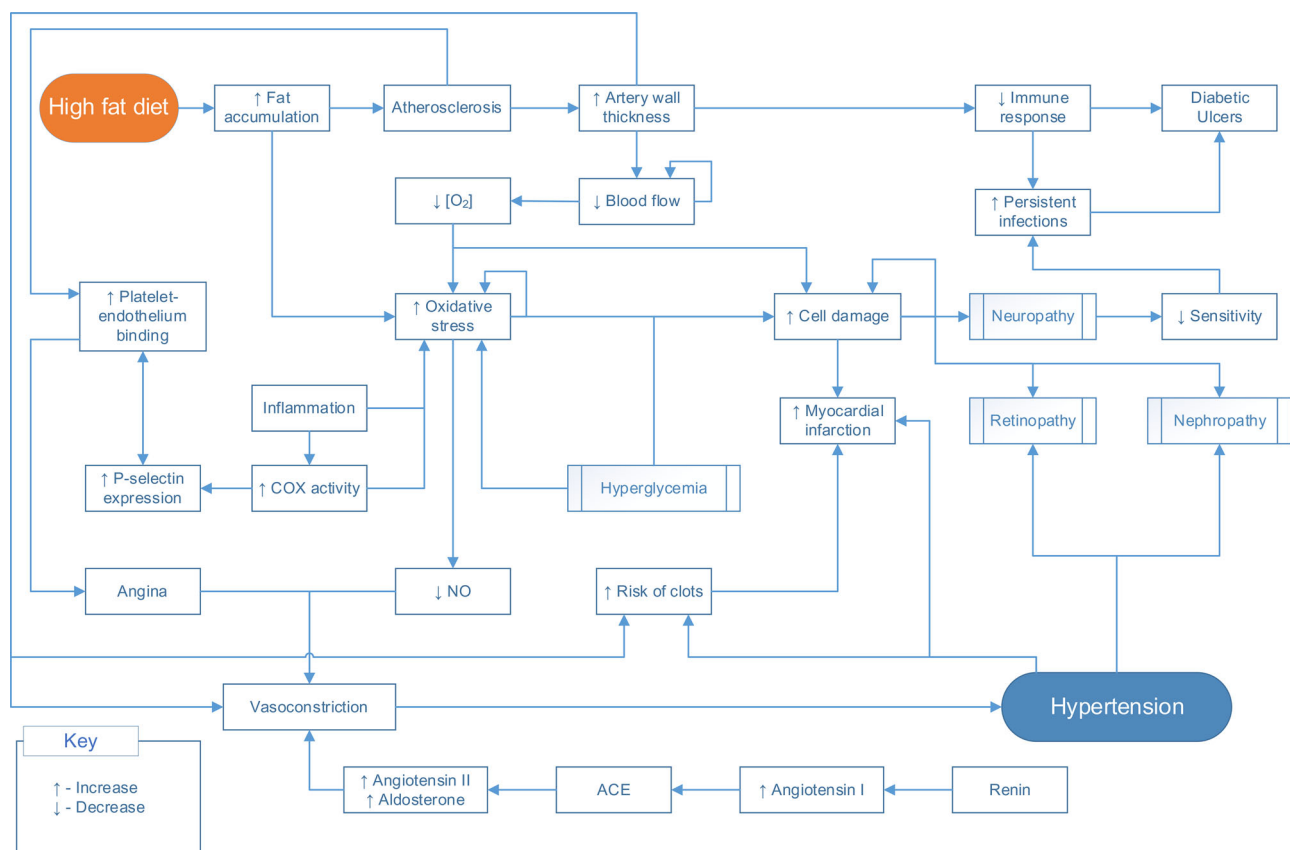 High fat diet
↑ Fat
accumulation
Atherosclerosis
↑ Artery wall
thickness
↓ Immune
response
Diabetic
Ulcers
↓ [O₂]
↓ Blood flow
↑ Persistent
infections
↑ Platelet-
endothelium
binding
↑ Oxidative
stress
↑ Cell damage
Neuropathy
↓ Sensitivity
Inflammation
↑ Myocardial
infarction
Retinopathy
Nephropathy
↑ P-selectin
expression
↑ COX activity
Hyperglycemia
Angina
↓ NO
↑ Risk of clots
Vasoconstriction
Hypertension
Key
↑ - Increase
↓ - Decrease
↑ Angiotensin II
↑ Aldosterone
ACE
↑ Angiotensin I
Renin